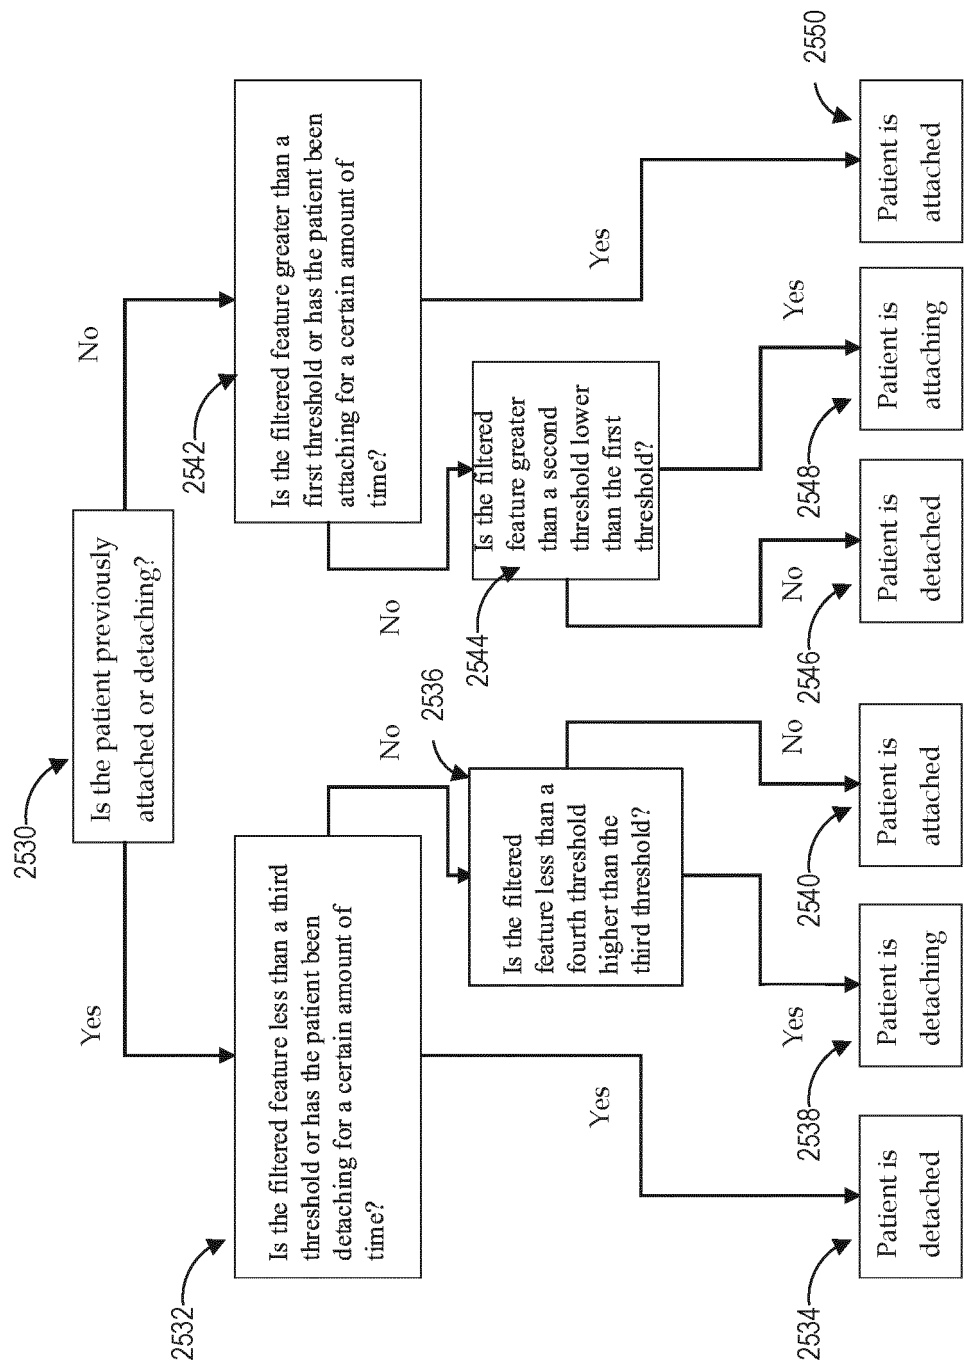 2530
Is the patient previously
attached or detaching?
Yes
No
2532
Is the filtered feature less than a third
threshold or has the patient been
detaching for a certain amount of
time?
2542
Is the filtered feature greater than a
first threshold or has the patient been
attaching for a certain amount of
time?
No
2536
No
Is the filtered
feature less than a
fourth threshold
higher than the
third threshold?
2544
Is the filtered
feature greater
than a second
threshold lower
than the first
threshold?
Yes
Yes
Yes
No
No
Yes
2534
Patient is
detached
2538
Patient is
detaching
2540
Patient is
attached
2546
Patient is
detached
2548
Patient is
attaching
2550
Patient is
attached